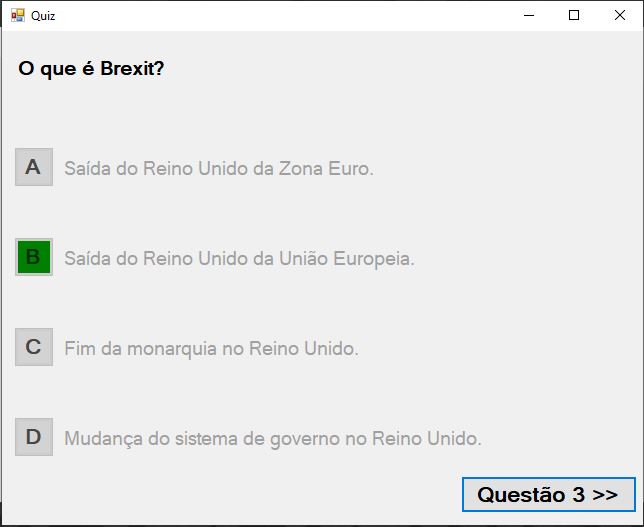 Quiz
O que é Brexit?
A Saída do Reino Unido da Zona Euro.
B Saída do Reino Unido da União Europeia.
C Fim da monarquia no Reino Unido.
D Mudança do sistema de governo no Reino Unido.
Questão 3 >>